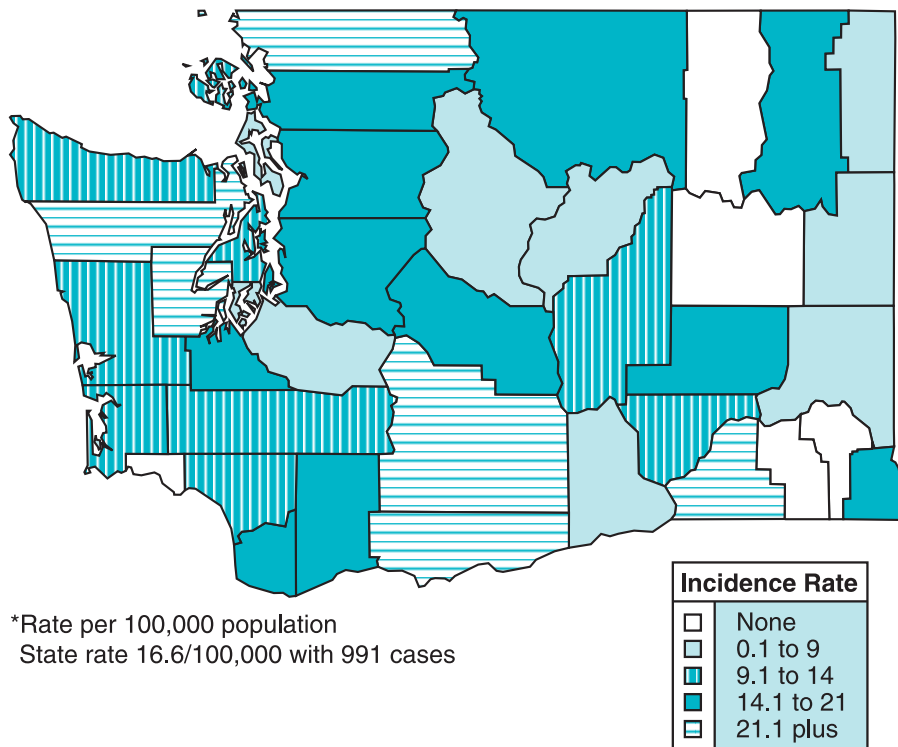 *Rate per 100,000 population
State rate 16.6/100,000 with 991 cases
Incidence Rate
None
0.1 to 9
9.1 to 14
14.1 to 21
21.1 plus